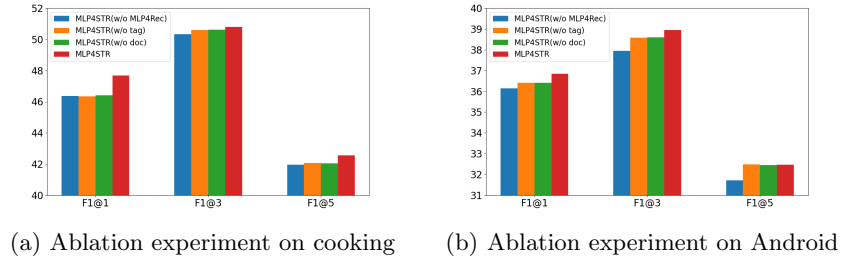 52
50
48
46
44
42
40
MLP4STR(w/o MLP4Rec)
MLP4STR(w/o tag)
MLP4STR(w/o doc)
MLP4STR
F1@1
F1@3
F1@5
(a) Ablation experiment on cooking
40
39
38
37
36
35
34
33
32
31
MLP4STR(w/o MLP4Rec)
MLP4STR(w/o tag)
MLP4STR(w/o doc)
MLP4STR
F1@1
F1@3
F1@5
(b) Ablation experiment on Android